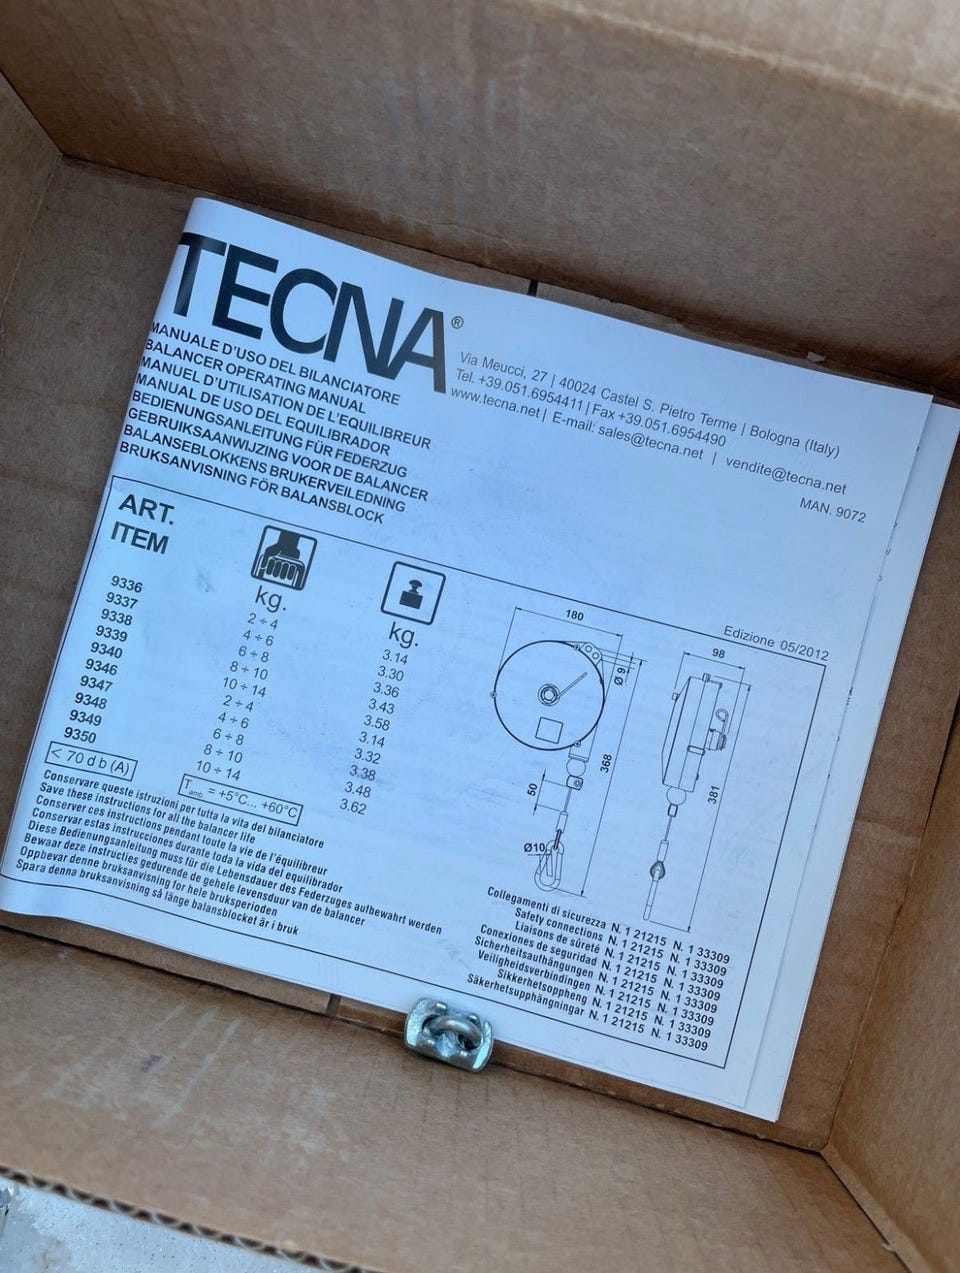 TECNA®
Via Meucci, 27 | 40024 Castel S. Pietro Terme | Bologna (Italy)
Tel. +39.051.6954411 | Fax +39.051.6954490
www.tecna.net | E-mail: sales@tecna.net | vendite@tecna.net
MAN. 9072
MANUALE D'USO DEL BILANCIATORE
BALANCER OPERATING MANUAL
MANUEL D'UTILISATION DE L'EQUILIBREUR
MANUAL DE USO DEL EQUILIBRADOR
BEDIENUNGSANLEITUNG FÜR FEDERZUG
GEBRUIKSAANWIJZING VOOR DE BALANCER
BALANSEBLOKKENS BRUKERVEILEDNING
BRUKSANVISNING FÖR BALANSBLOCK
Edizione 05/2012
ART.
ITEM
kg.
kg.
9336 2 ÷ 4 3.14
9337 4 ÷ 6 3.30
9338 6 ÷ 8 3.36
9339 8 ÷ 10 3.43
9340 10 ÷ 14 3.58
9346 2 ÷ 4 3.14
9347 4 ÷ 6 3.32
9348 6 ÷ 8 3.38
9349 8 ÷ 10 3.48
9350 10 ÷ 14 3.62
< 70 d b (A)
Tamb = +5°C... +60°C
180
Ø 9
368
50
Ø10
98
381
Conservare queste istruzioni per tutta la vita del bilanciatore
Save these instructions for all the balancer life
Conserver ces instructions pendant toute la vie de l'équilibreur
Conservar estas instrucciones durante toda la vida del equilibrador
Diese Bedienungsanleitung muss für die Lebensdauer des Federzuges aufbewahrt werden
Bewaar deze instructies gedurende de gehele levensduur van de balancer
Oppbevar denne bruksanvisning for hele bruksperioden
Spara denna bruksanvisning så länge balansblocket är i bruk
Collegamenti di sicurezza N. 1 21215 N. 1 33309
Safety connections N. 1 21215 N. 1 33309
Liaisons de sûreté N. 1 21215 N. 1 33309
Conexiones de seguridad N. 1 21215 N. 1 33309
Sicherheitsaufhängungen N. 1 21215 N. 1 33309
Veiligheidsverbindingen N. 1 21215 N. 1 33309
Sikkerhetsoppheng N. 1 21215 N. 1 33309
Säkerhetsupphängningar N. 1 21215 N. 1 33309